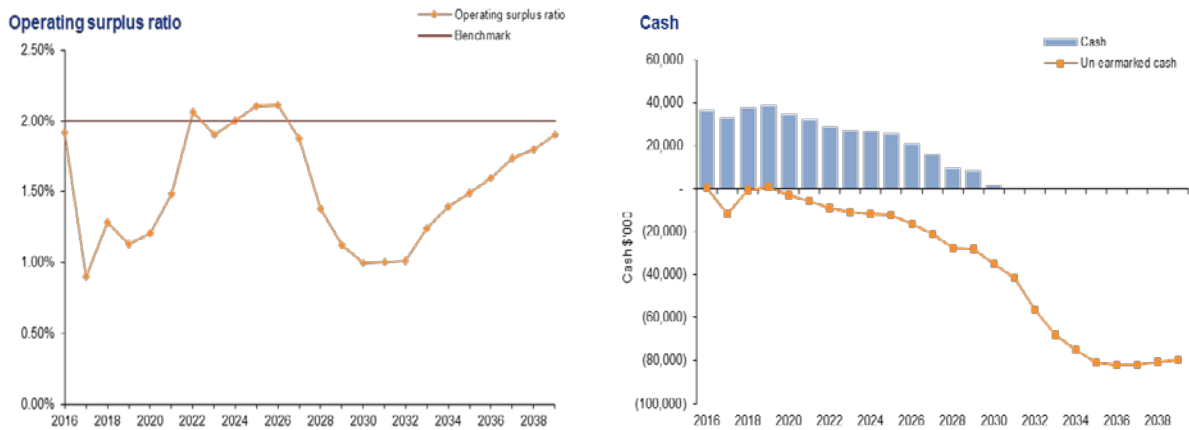 Operating surplus ratio
Operating surplus ratio
Benchmark
2.50%
2.00%
1.50%
1.00%
0.50%
0.00%
2016 2018 2020 2022 2024 2026 2028 2030 2032 2034 2036 2038
Cash
Cash
Un-earmarked cash
60,000
40,000
20,000
-
(20,000)
(40,000)
(60,000)
(80,000)
(100,000)
Cash $'000
2016 2018 2020 2022 2024 2026 2028 2030 2032 2034 2036 2038